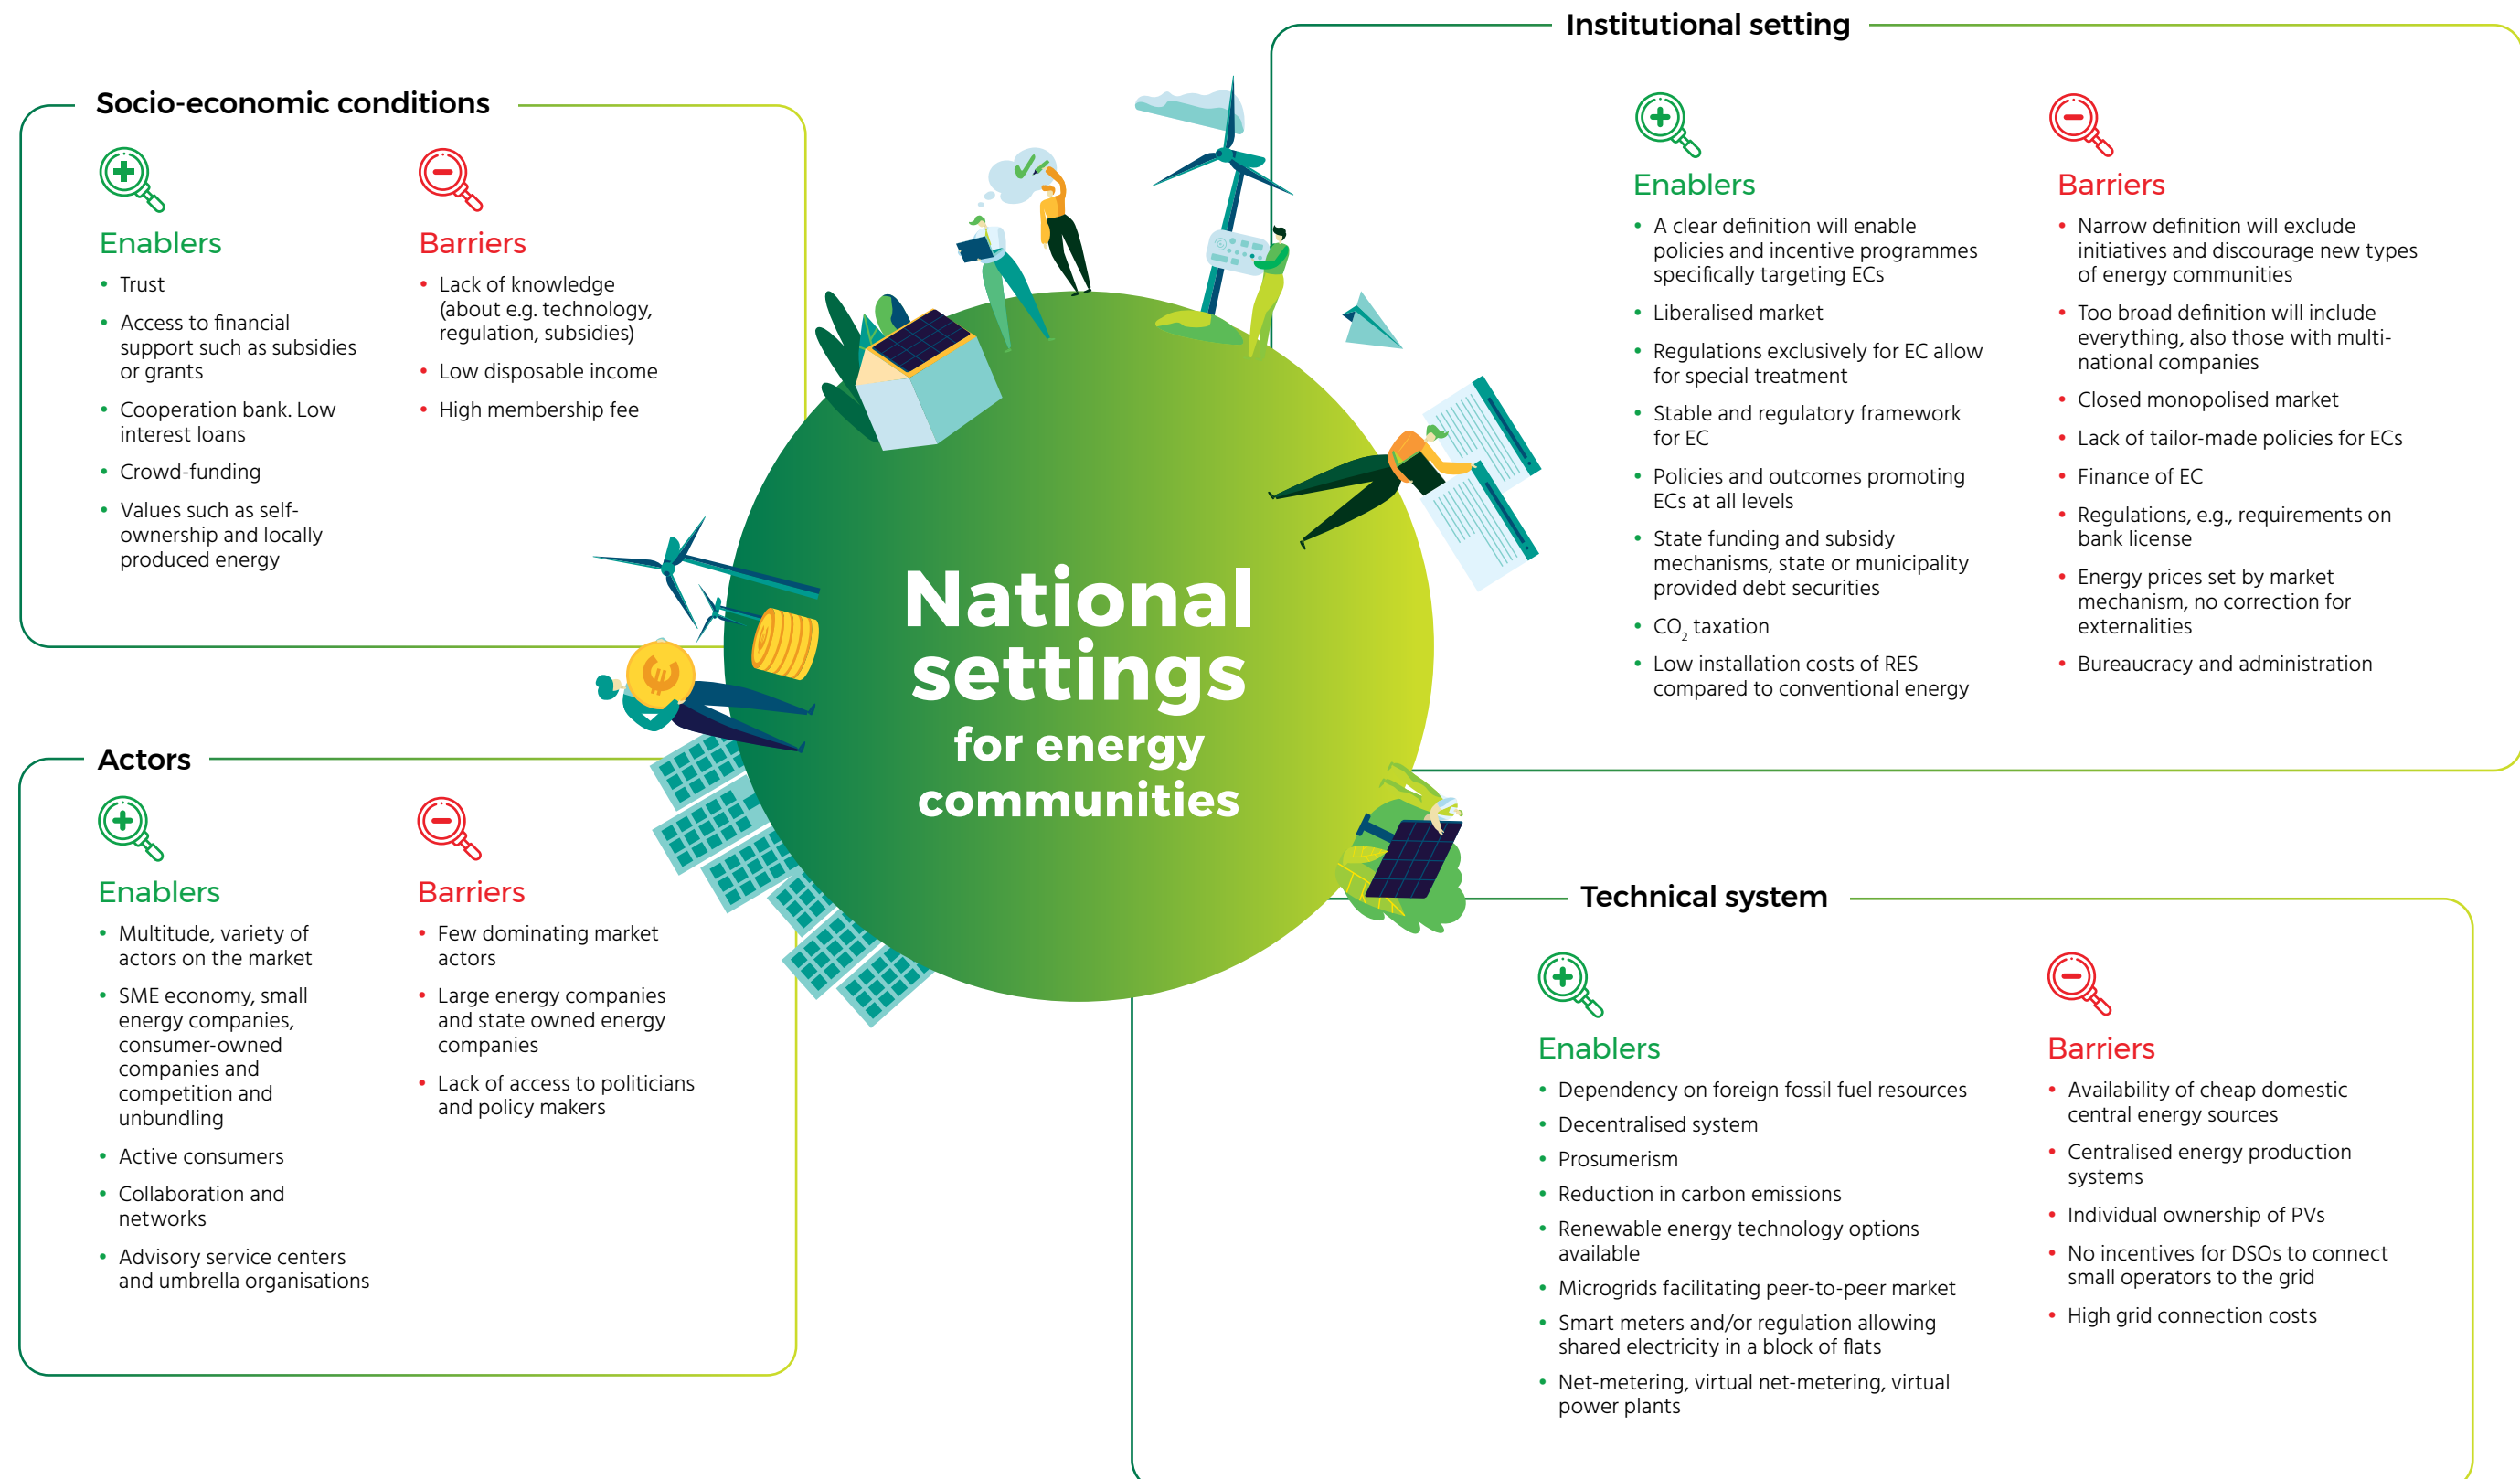 Institutional setting
Socio-economic conditions
Enablers
• Trust
• Access to financial
support such as subsidies
or grants
• Cooperation bank. Low
interest loans
• Crowd-funding
• Values such as self-
ownership and locally
produced energy
Barriers
• Lack of knowledge
(about e.g. technology,
regulation, subsidies)
• Low disposable income
• High membership fee
Enablers
• A clear definition will enable
policies and incentive programmes
specifically targeting ECs
• Liberalised market
• Regulations exclusively for EC allow
for special treatment
• Stable and regulatory framework
for EC
• Policies and outcomes promoting
ECs at all levels
• State funding and subsidy
mechanisms, state or municipality
provided debt securities
• CO₂ taxation
• Low installation costs of RES
compared to conventional energy
Barriers
• Narrow definition will exclude
initiatives and discourage new types
of energy communities
• Too broad definition will include
everything, also those with multi-
national companies
• Closed monopolised market
• Lack of tailor-made policies for ECs
• Finance of EC
• Regulations, e.g., requirements on
bank license
• Energy prices set by market
mechanism, no correction for
externalities
• Bureaucracy and administration
National
settings
for energy
communities
Actors
Enablers
• Multitude, variety of
actors on the market
• SME economy, small
energy companies,
consumer-owned
companies and
competition and
unbundling
• Active consumers
• Collaboration and
networks
• Advisory service centers
and umbrella organisations
Barriers
• Few dominating market
actors
• Large energy companies
and state owned energy
companies
• Lack of access to politicians
and policy makers
Technical system
Enablers
• Dependency on foreign fossil fuel resources
• Decentralised system
• Prosumerism
• Reduction in carbon emissions
• Renewable energy technology options
available
• Microgrids facilitating peer-to-peer market
• Smart meters and/or regulation allowing
shared electricity in a block of flats
• Net-metering, virtual net-metering, virtual
power plants
Barriers
• Availability of cheap domestic
central energy sources
• Centralised energy production
systems
• Individual ownership of PVs
• No incentives for DSOs to connect
small operators to the grid
• High grid connection costs